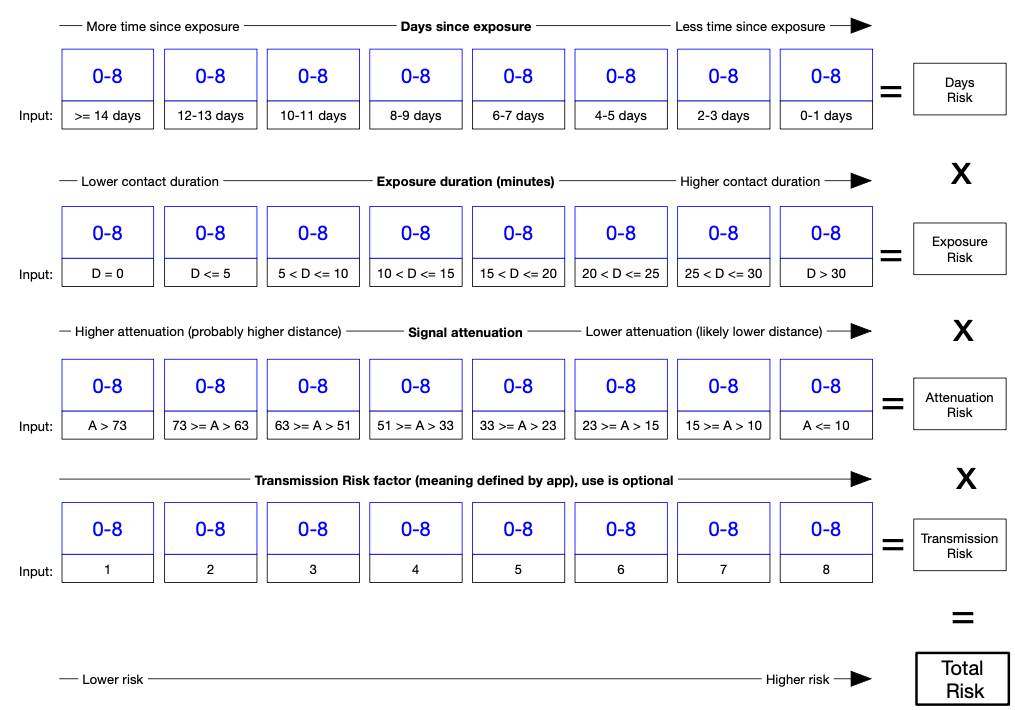 More time since exposure Days since exposure Less time since exposure
0-8 0-8 0-8 0-8 0-8 0-8 0-8 0-8
Input: >= 14 days 12-13 days 10-11 days 8-9 days 6-7 days 4-5 days 2-3 days 0-1 days
=
Days
Risk
X
Lower contact duration Exposure duration (minutes) Higher contact duration
0-8 0-8 0-8 0-8 0-8 0-8 0-8 0-8
Input: D = 0 D <= 5 5 < D <= 10 10 < D <= 15 15 < D <= 20 20 < D <= 25 25 < D <= 30 D > 30
=
Exposure
Risk
X
Higher attenuation (probably higher distance) Signal attenuation Lower attenuation (likely lower distance)
0-8 0-8 0-8 0-8 0-8 0-8 0-8 0-8
Input: A > 73 73 >= A > 63 63 >= A > 51 51 >= A > 33 33 >= A > 23 23 >= A > 15 15 >= A > 10 A <= 10
=
Attenuation
Risk
X
Transmission Risk factor (meaning defined by app), use is optional
0-8 0-8 0-8 0-8 0-8 0-8 0-8 0-8
Input: 1 2 3 4 5 6 7 8
=
Transmission
Risk
=
Lower risk Higher risk
Total
Risk